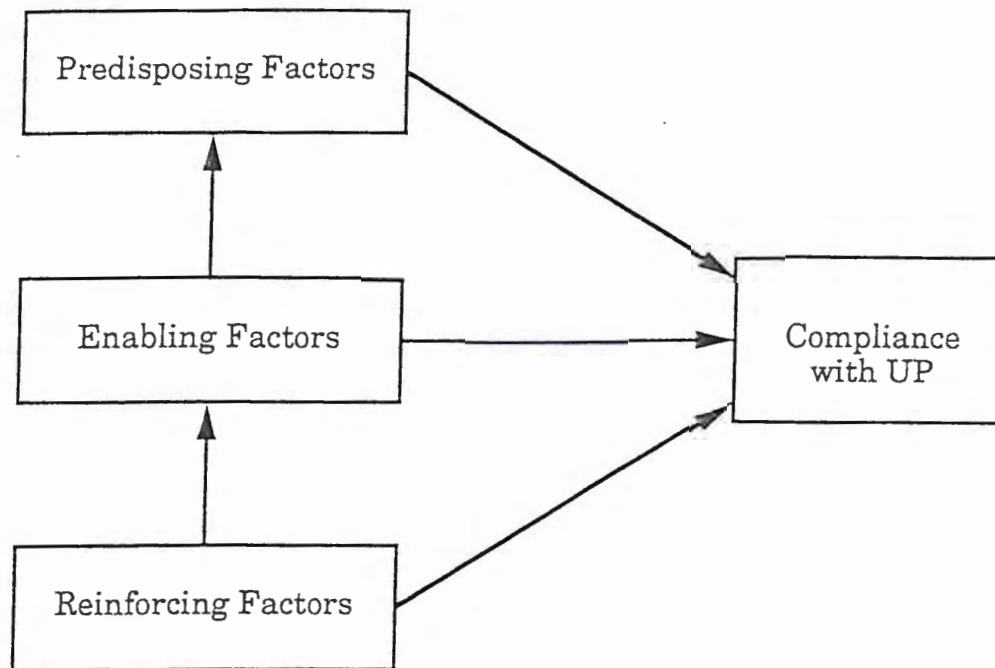 Predisposing Factors
Enabling Factors
Compliance
with UP
Reinforcing Factors